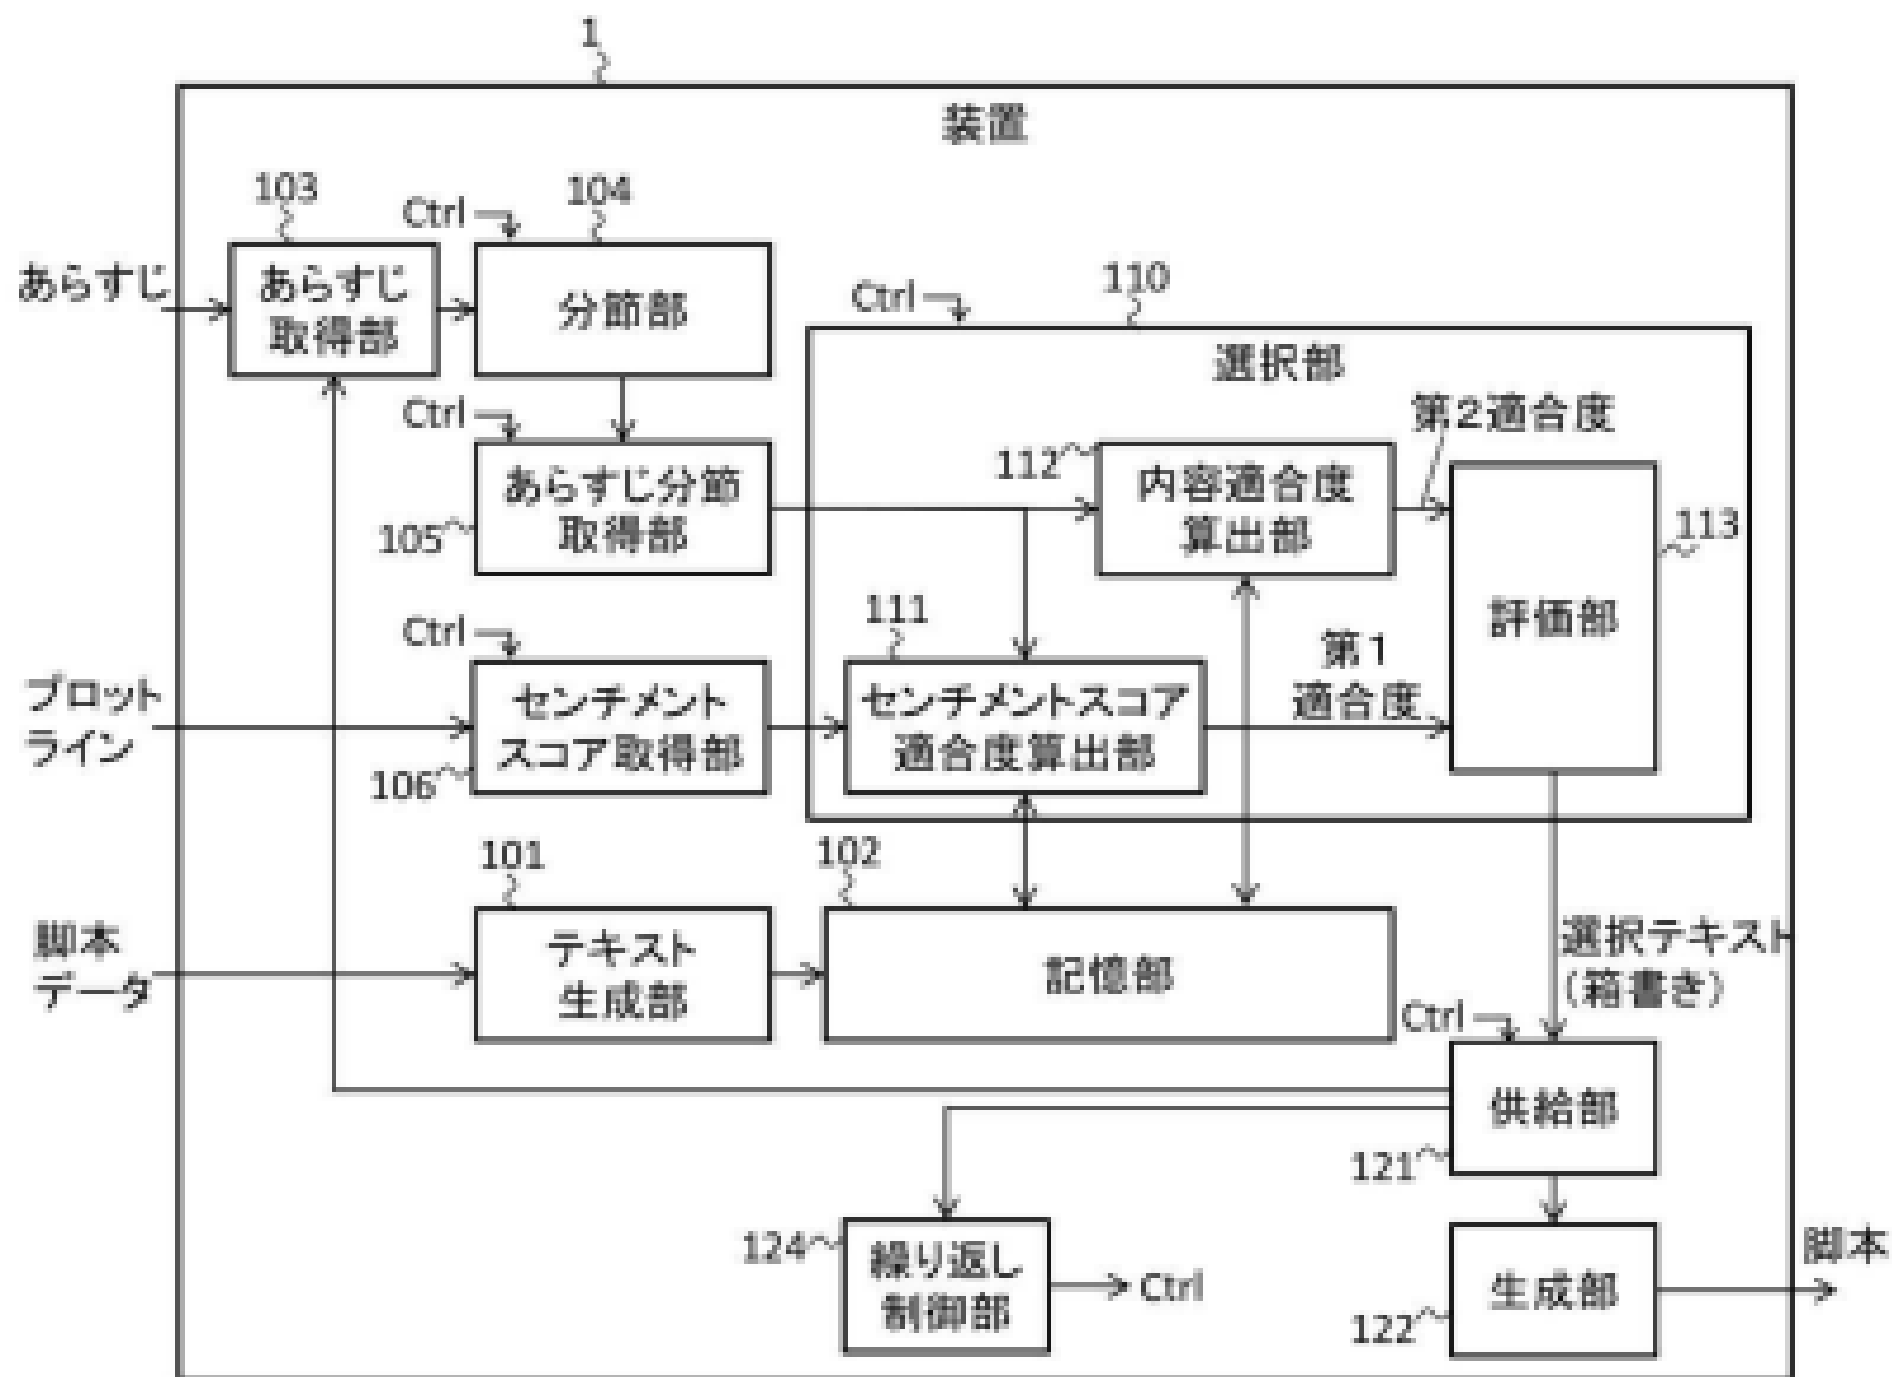 1
装置
103
Ctrl
104
あらすじ
あらすじ
取得部
分節部
Ctrl
110
選択部
Ctrl
第2適合度
105
あらすじ分節
取得部
112
内容適合度
算出部
113
評価部
Ctrl
111
第1
適合度
プロット
ライン
センチメント
スコア取得部
106
センチメントスコア
適合度算出部
101
102
脚本
データ
テキスト
生成部
記憶部
選択テキスト
(箱書き)
Ctrl
供給部
121
124
繰り返し
制御部
Ctrl
生成部
122
脚本